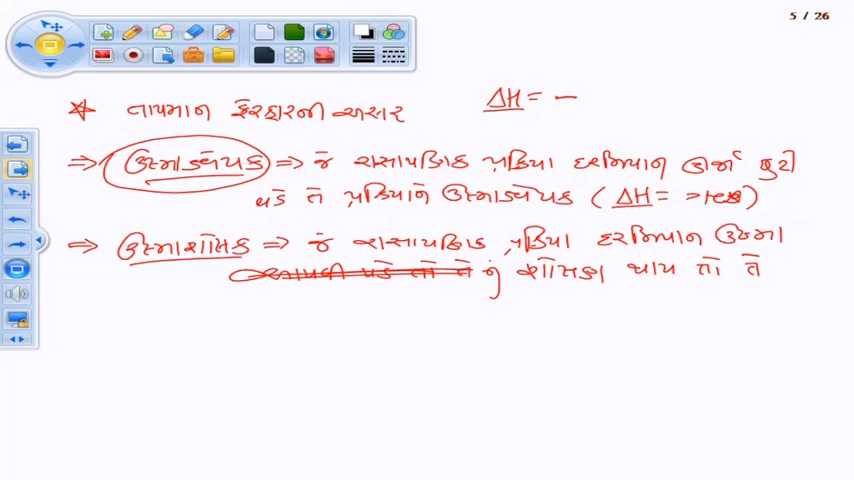 5 / 26
★ તાપમાન ફેરફારની અસર ΔH = –
⇒ ઉષ્માક્ષેપક ⇒ જે રાસાયણિક પ્રક્રિયા દરમિયાન ઊર્જા છુટી
પડે તે પ્રક્રિયાને ઉષ્માક્ષેપક ( ΔH = )
⇒ ઉષ્માશોષક ⇒ જે રાસાયણિક પ્રક્રિયા દરમિયાન ઉષ્મા
નું શોષણ થાય તો તે